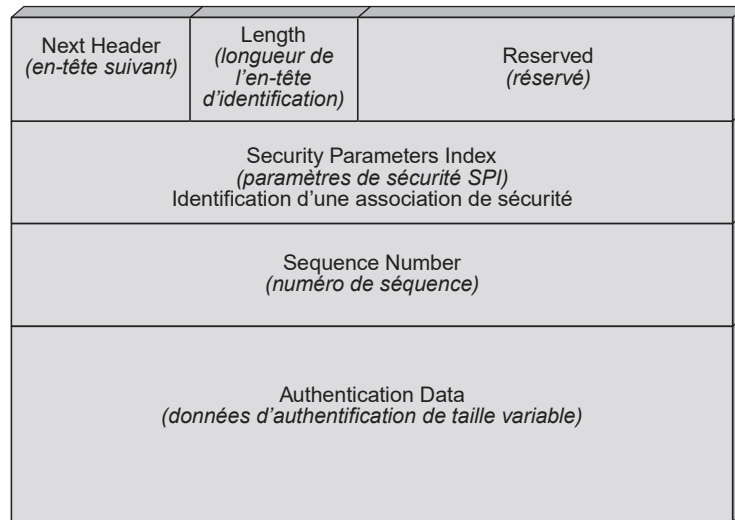 Next Header
(en-tête suivant)
Length
(longueur de
l’en-tête
d’identification)
Reserved
(réservé)
Security Parameters Index
(paramètres de sécurité SPI)
Identification d’une association de sécurité
Sequence Number
(numéro de séquence)
Authentication Data
(données d’authentification de taille variable)